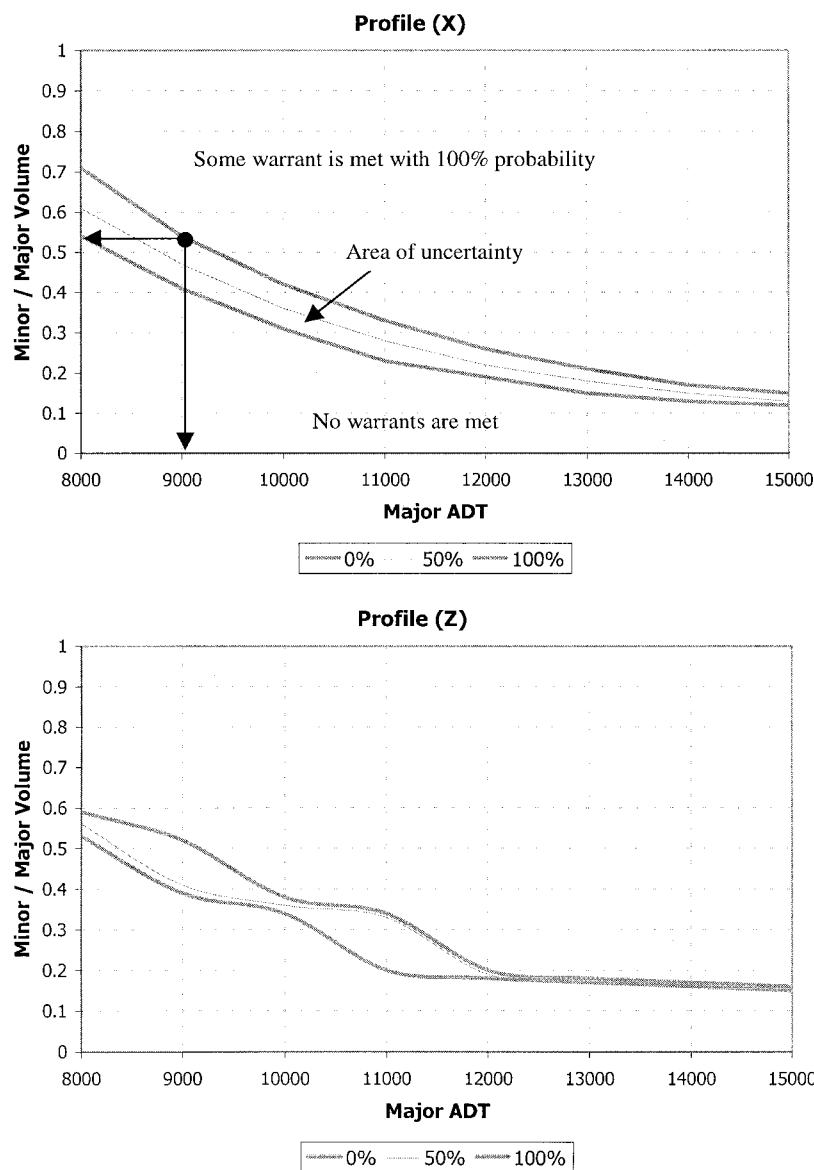 Profile (X)
1
0.9
0.8
0.7
0.6
0.5
0.4
0.3
0.2
0.1
0
Minor / Major Volume
Some warrant is met with 100% probability
Area of uncertainty
No warrants are met
8000 9000 10000 11000 12000 13000 14000 15000
Major ADT
0% 50% 100%
Profile (Z)
1
0.9
0.8
0.7
0.6
0.5
0.4
0.3
0.2
0.1
0
Minor / Major Volume
8000 9000 10000 11000 12000 13000 14000 15000
Major ADT
0% 50% 100%